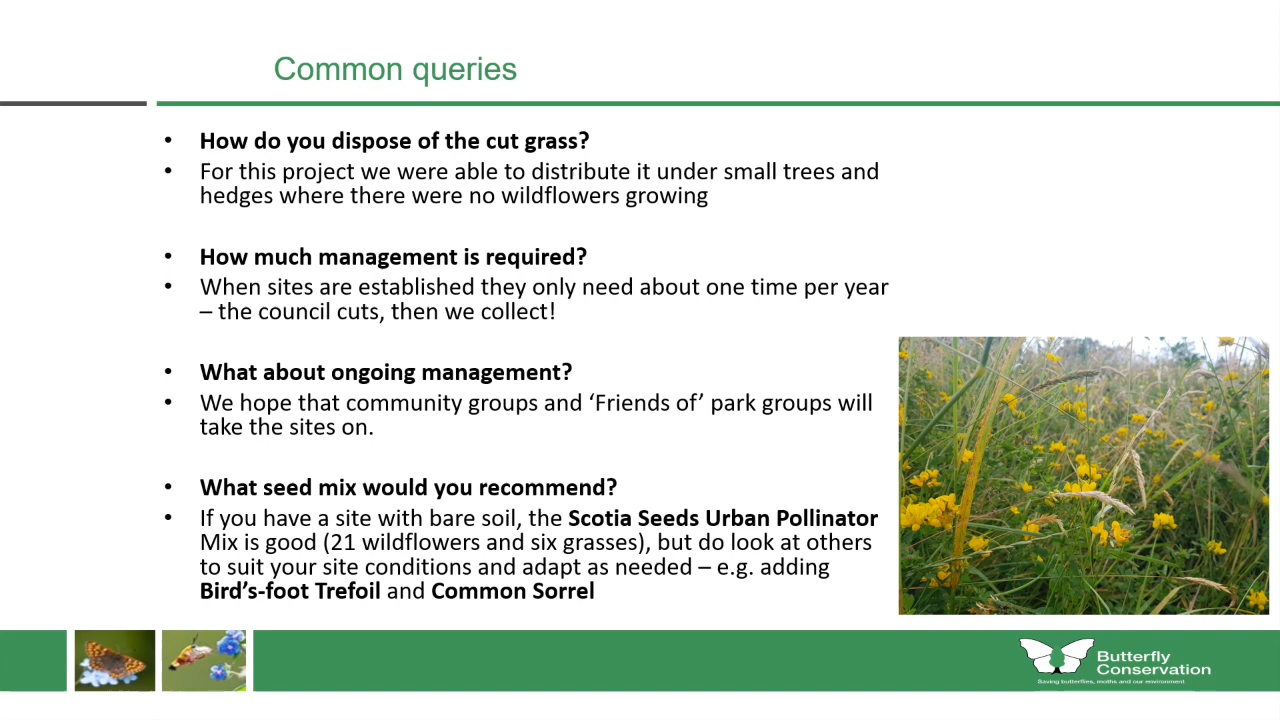 Common queries
• How do you dispose of the cut grass?
• For this project we were able to distribute it under small trees and
hedges where there were no wildflowers growing
• How much management is required?
• When sites are established they only need about one time per year
– the council cuts, then we collect!
• What about ongoing management?
• We hope that community groups and ‘Friends of’ park groups will
take the sites on.
• What seed mix would you recommend?
• If you have a site with bare soil, the Scotia Seeds Urban Pollinator
Mix is good (21 wildflowers and six grasses), but do look at others
to suit your site conditions and adapt as needed – e.g. adding
Bird’s-foot Trefoil and Common Sorrel
Butterfly
Conservation
Saving butterflies, moths and our environment